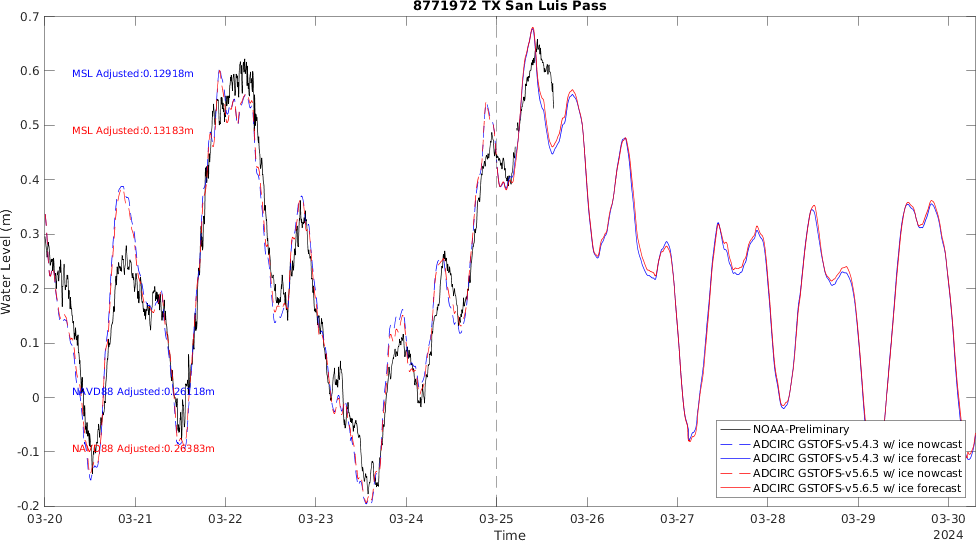 8771972 TX San Luis Pass
Water Level (m)
0.7
0.6
0.5
0.4
0.3
0.2
0.1
0
-0.1
-0.2
MSL Adjusted:0.12918m
MSL Adjusted:0.13183m
NAVD88 Adjusted:0.26118m
NAVD88 Adjusted:0.26383m
NOAA-Preliminary
ADCIRC GSTOFS-v5.4.3 w/ ice nowcast
ADCIRC GSTOFS-v5.4.3 w/ ice forecast
ADCIRC GSTOFS-v5.6.5 w/ ice nowcast
ADCIRC GSTOFS-v5.6.5 w/ ice forecast
03-20 03-21 03-22 03-23 03-24 03-25 03-26 03-27 03-28 03-29 03-30
2024
Time